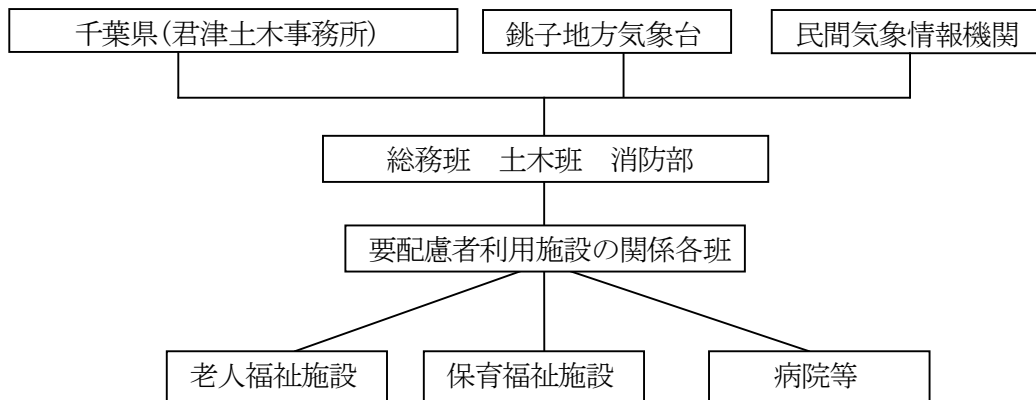 千葉県(君津土木事務所)
銚子地方気象台
民間気象情報機関
総務班　土木班　消防部
要配慮者利用施設の関係各班
老人福祉施設
保育福祉施設
病院等